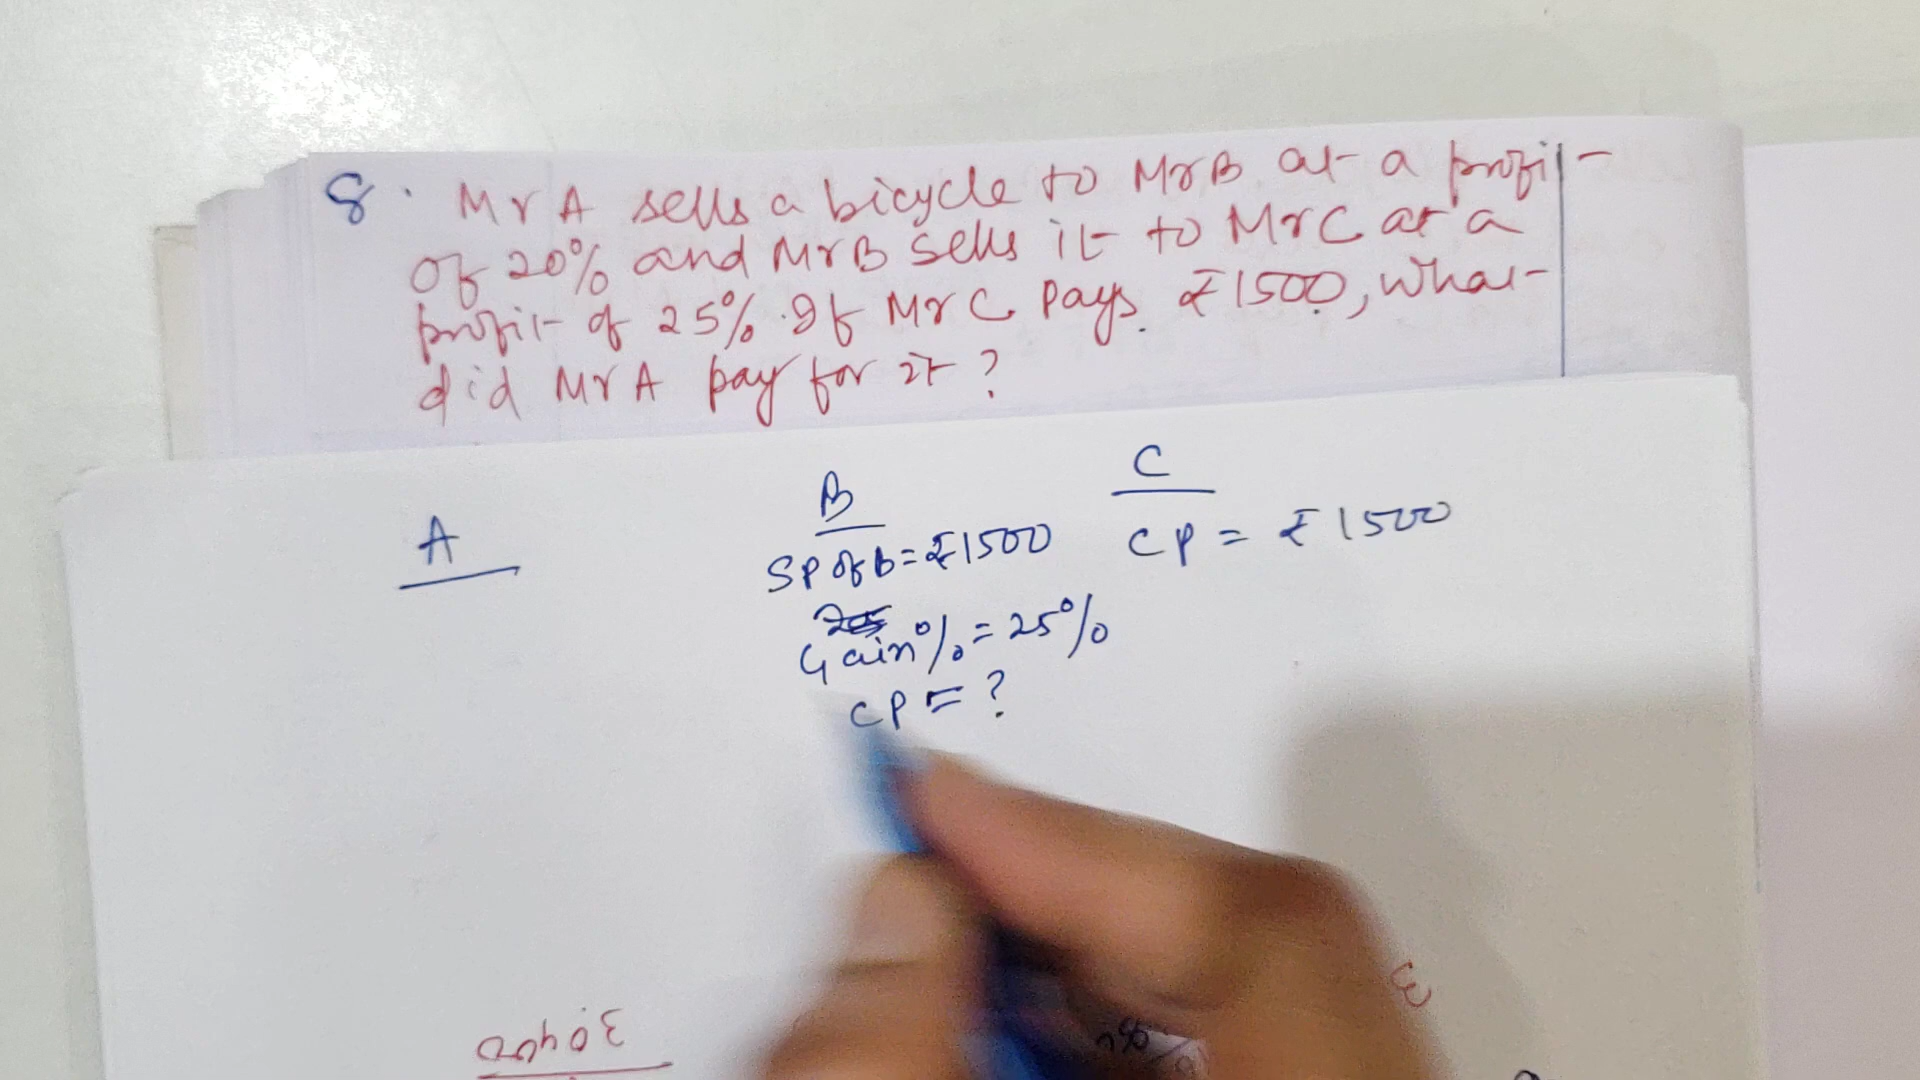 8. Mr A sells a bicycle to Mr B at a profit
of 20% and Mr B sells it to Mr C at a
profit of 25%. If Mr C pays ₹1500, what
did Mr A pay for it?
A
B
C
SP of B = ₹1500
CP = ₹1500
Gain% = 25%
CP = ?